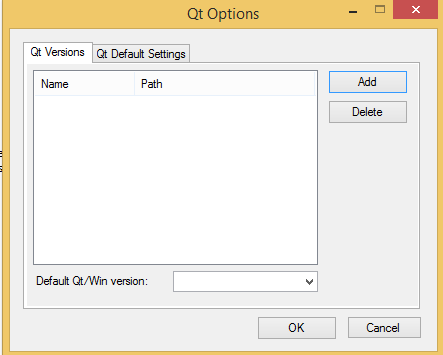 Qt Options
Qt Versions Qt Default Settings
Name Path
Add
Delete
Default Qt/Win version:
OK Cancel